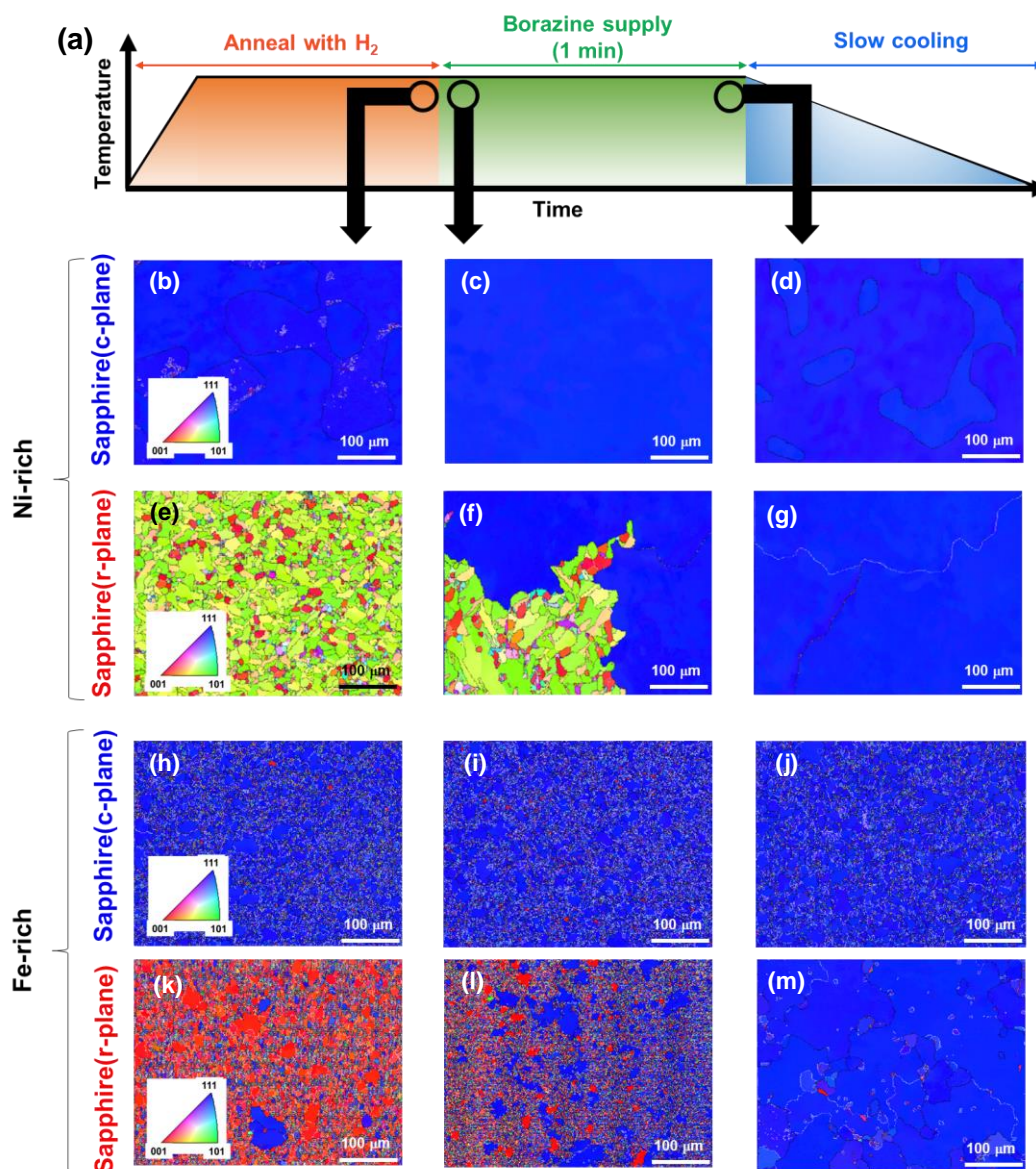 (a)
Anneal with H₂
Borazine supply
(1 min)
Slow cooling
Temperature
Time
Ni-rich
Sapphire(c-plane)
(b)
111
001
101
100 μm
(c)
100 μm
(d)
100 μm
Sapphire(r-plane)
(e)
111
001
101
100 μm
(f)
100 μm
(g)
100 μm
Fe-rich
Sapphire(c-plane)
(h)
111
001
101
100 μm
(i)
100 μm
(j)
100 μm
Sapphire(r-plane)
(k)
111
001
101
100 μm
(l)
100 μm
(m)
100 μm